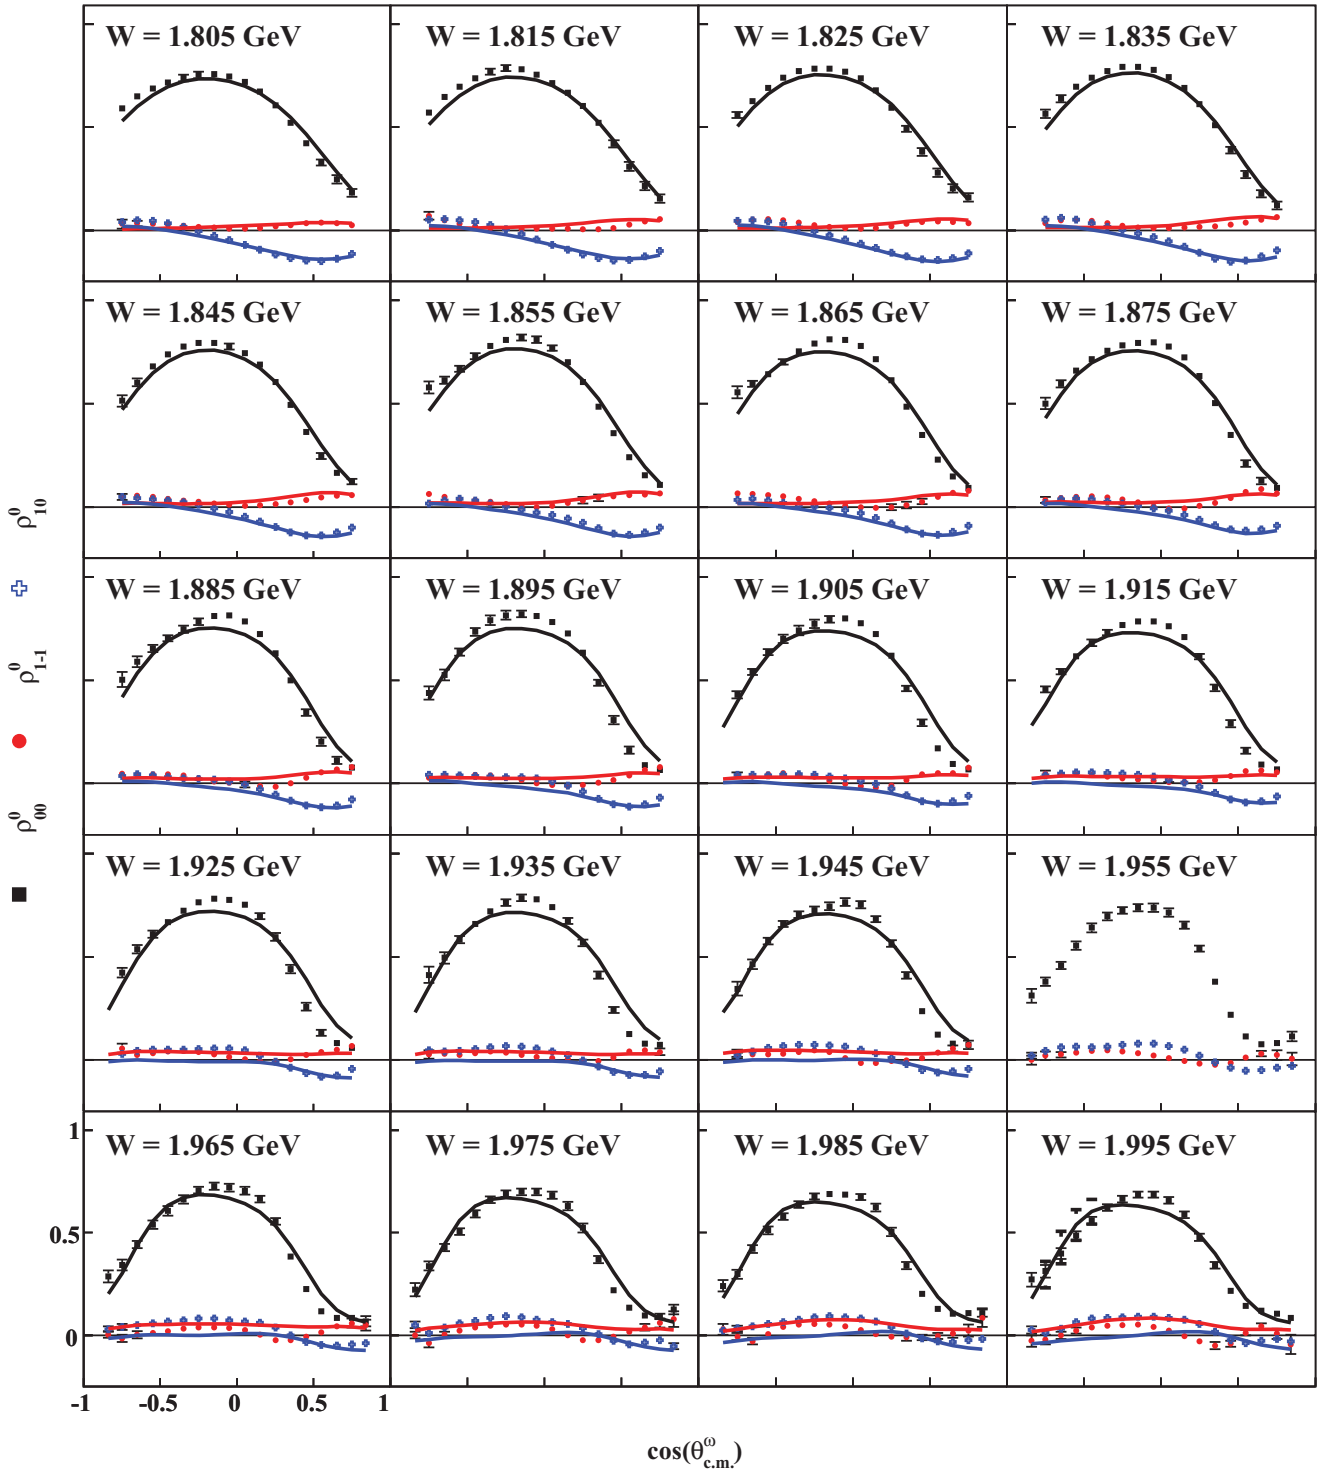 W = 1.805 GeV
W = 1.815 GeV
W = 1.825 GeV
W = 1.835 GeV
W = 1.845 GeV
W = 1.855 GeV
W = 1.865 GeV
W = 1.875 GeV
W = 1.885 GeV
W = 1.895 GeV
W = 1.905 GeV
W = 1.915 GeV
W = 1.925 GeV
W = 1.935 GeV
W = 1.945 GeV
W = 1.955 GeV
W = 1.965 GeV
W = 1.975 GeV
W = 1.985 GeV
W = 1.995 GeV
1
0.5
0
-1 -0.5 0 0.5 1
■ ρ⁰₀₀ ● ρ⁰₁₋₁ ✚ ρ⁰₁₀
cos(θ^ω_c.m.)